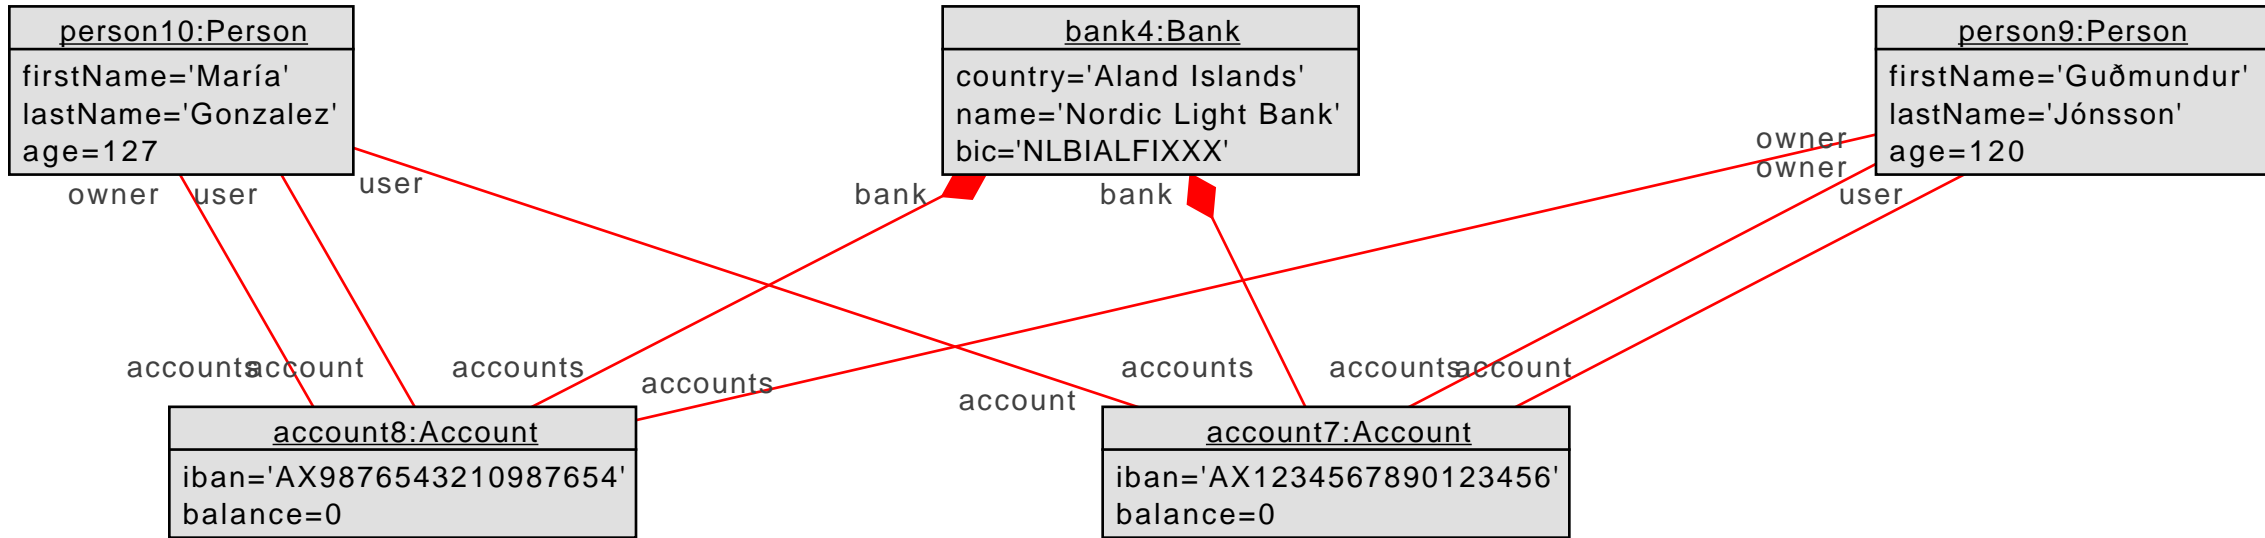 person10:Person
firstName='María'
lastName='Gonzalez'
age=127
bank4:Bank
country='Aland Islands'
name='Nordic Light Bank'
bic='NLBIALFIXXX'
person9:Person
firstName='Guðmundur'
lastName='Jónsson'
age=120
owner
user
user
bank
bank
owner
owner
user
accounts
account
accounts
accounts
account
accounts
accounts
account
account8:Account
iban='AX9876543210987654'
balance=0
account7:Account
iban='AX1234567890123456'
balance=0